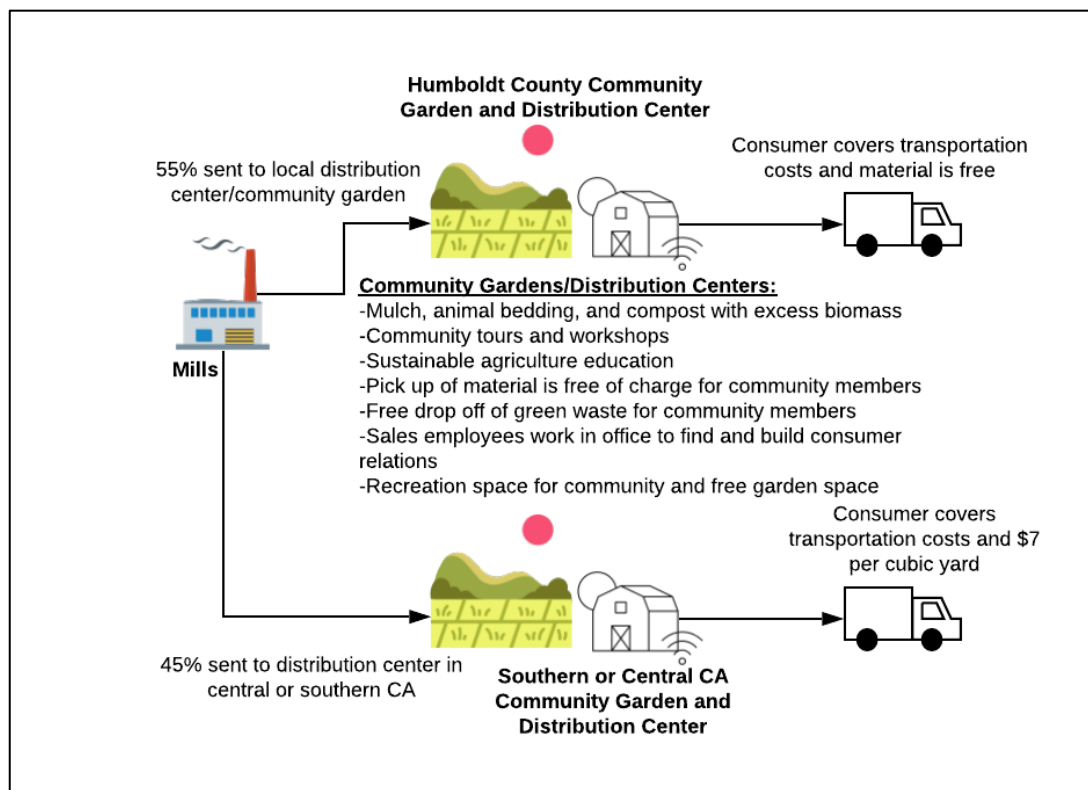 Humboldt County Community
Garden and Distribution Center
55% sent to local distribution
center/community garden
Consumer covers transportation
costs and material is free
Mills
Community Gardens/Distribution Centers:
-Mulch, animal bedding, and compost with excess biomass
-Community tours and workshops
-Sustainable agriculture education
-Pick up of material is free of charge for community members
-Free drop off of green waste for community members
-Sales employees work in office to find and build consumer
relations
-Recreation space for community and free garden space
Consumer covers
transportation costs and $7
per cubic yard
45% sent to distribution center in
central or southern CA
Southern or Central CA
Community Garden and
Distribution Center